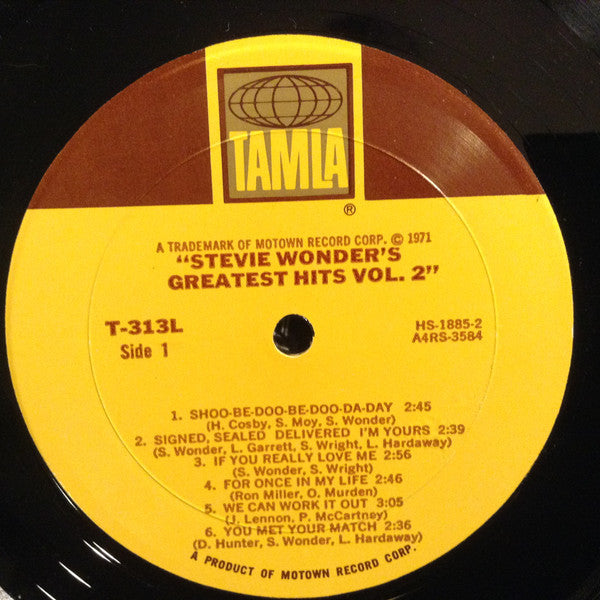 TAMLA
®
A TRADEMARK OF MOTOWN RECORD CORP. © 1971
"STEVIE WONDER'S
GREATEST HITS VOL. 2"
T-313L
Side 1
HS-1885-2
A4RS-3584
1. SHOO-BE-DOO-BE-DOO-DA-DAY 2:45
(H. Cosby, S. Moy, S. Wonder)
2. SIGNED, SEALED DELIVERED I'M YOURS 2:39
(S. Wonder, L. Garrett, S. Wright, L. Hardaway)
3. IF YOU REALLY LOVE ME 2:56
(S. Wonder, S. Wright)
4. FOR ONCE IN MY LIFE 2:46
(Ron Miller, O. Murden)
5. WE CAN WORK IT OUT 3:05
(J. Lennon, P. McCartney)
6. YOU MET YOUR MATCH 2:36
(D. Hunter, S. Wonder, L. Hardaway)
A PRODUCT OF MOTOWN RECORD CORP.